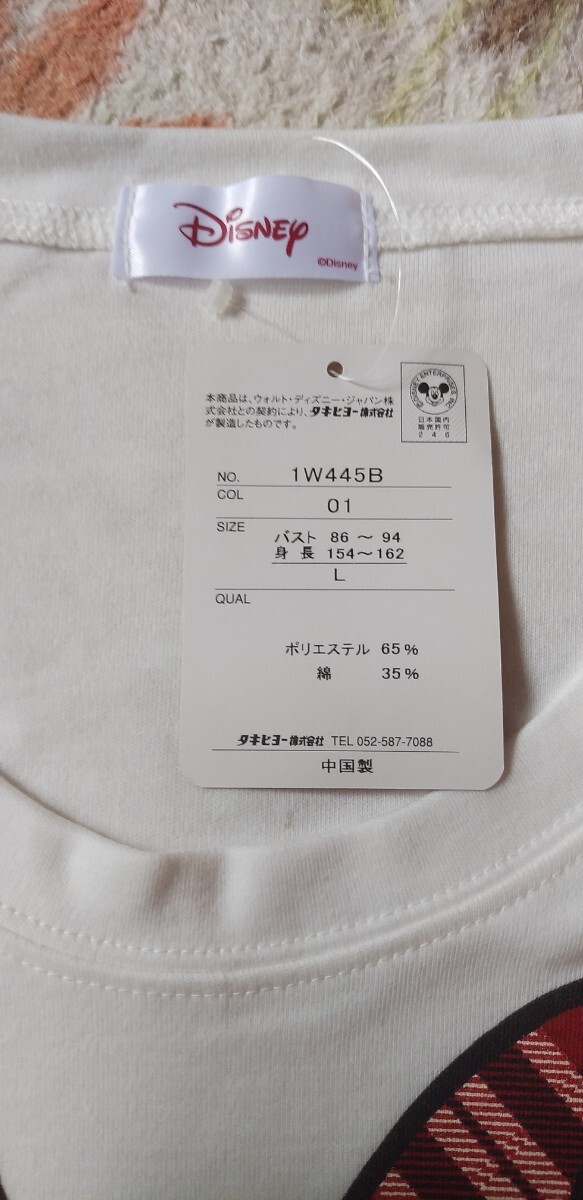 Disney
©Disney
本商品は、ウォルト・ディズニー・ジャパン株
式会社との契約により、タキヒヨー株式会社
が製造したものです。
©DISNEY ENTERPRISES, INC.
日本国内
販売許可
246
NO. 1W445B
COL 01
SIZE バスト 86 〜 94
身長 154〜162
L
QUAL
ポリエステル 65%
綿 35%
タキヒヨー株式会社 TEL 052-587-7088
中国製